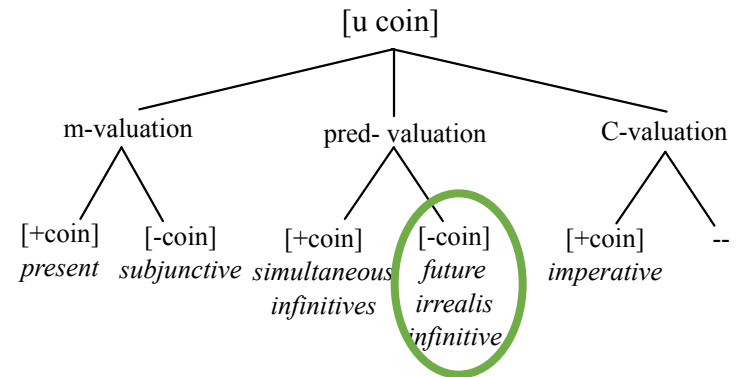 [u coin]
m-valuation pred- valuation C-valuation
[+coin] [-coin] [+coin] [-coin] [+coin] --
present subjunctive simultaneous future imperative
infinitives irrealis
infinitive